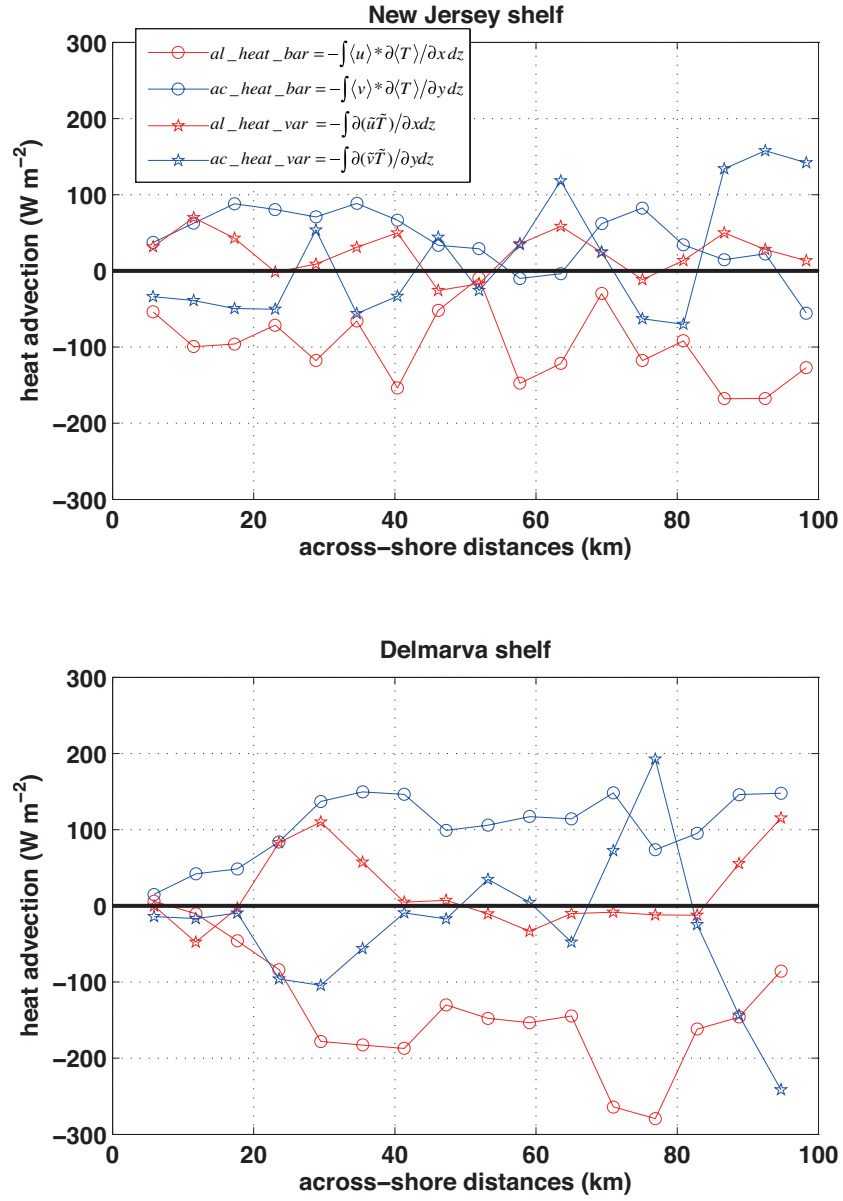 New Jersey shelf
300
200
100
0
−100
−200
−300
heat advection (W m⁻²)
al_heat_bar = −∫⟨u⟩*∂⟨T⟩/∂x dz
ac_heat_bar = −∫⟨v⟩*∂⟨T⟩/∂y dz
al_heat_var = −∫∂(ũT̃)/∂xdz
ac_heat_var = −∫∂(ṽT̃)/∂ydz
0 20 40 60 80 100
across−shore distances (km)
Delmarva shelf
300
200
100
0
−100
−200
−300
heat advection (W m⁻²)
0 20 40 60 80 100
across−shore distances (km)